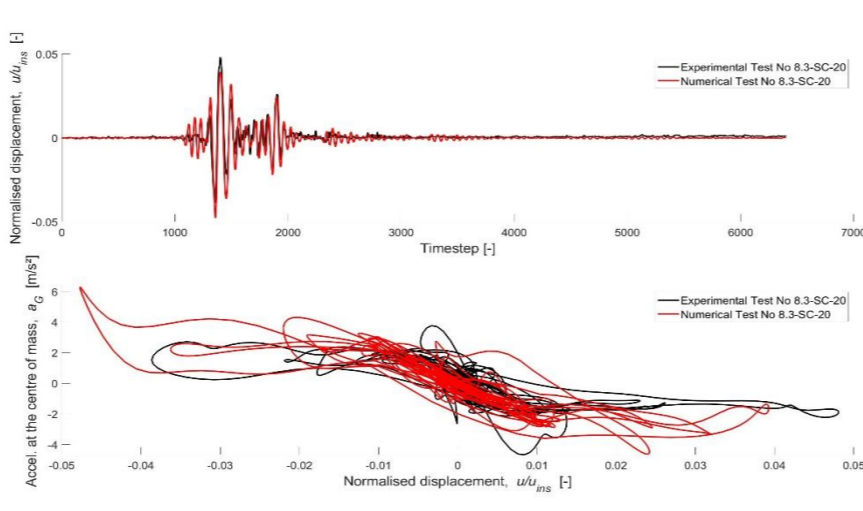 Normalised displacement, u/u_ins [-]
0.05
0
-0.05
Experimental Test No 8.3-SC-20
Numerical Test No 8.3-SC-20
0 1000 2000 3000 4000 5000 6000 7000
Timestep [-]
Accel. at the centre of mass, a_G [m/s²]
6
4
2
0
-2
-4
Experimental Test No 8.3-SC-20
Numerical Test No 8.3-SC-20
-0.05 -0.04 -0.03 -0.02 -0.01 0 0.01 0.02 0.03 0.04 0.05
Normalised displacement, u/u_ins [-]